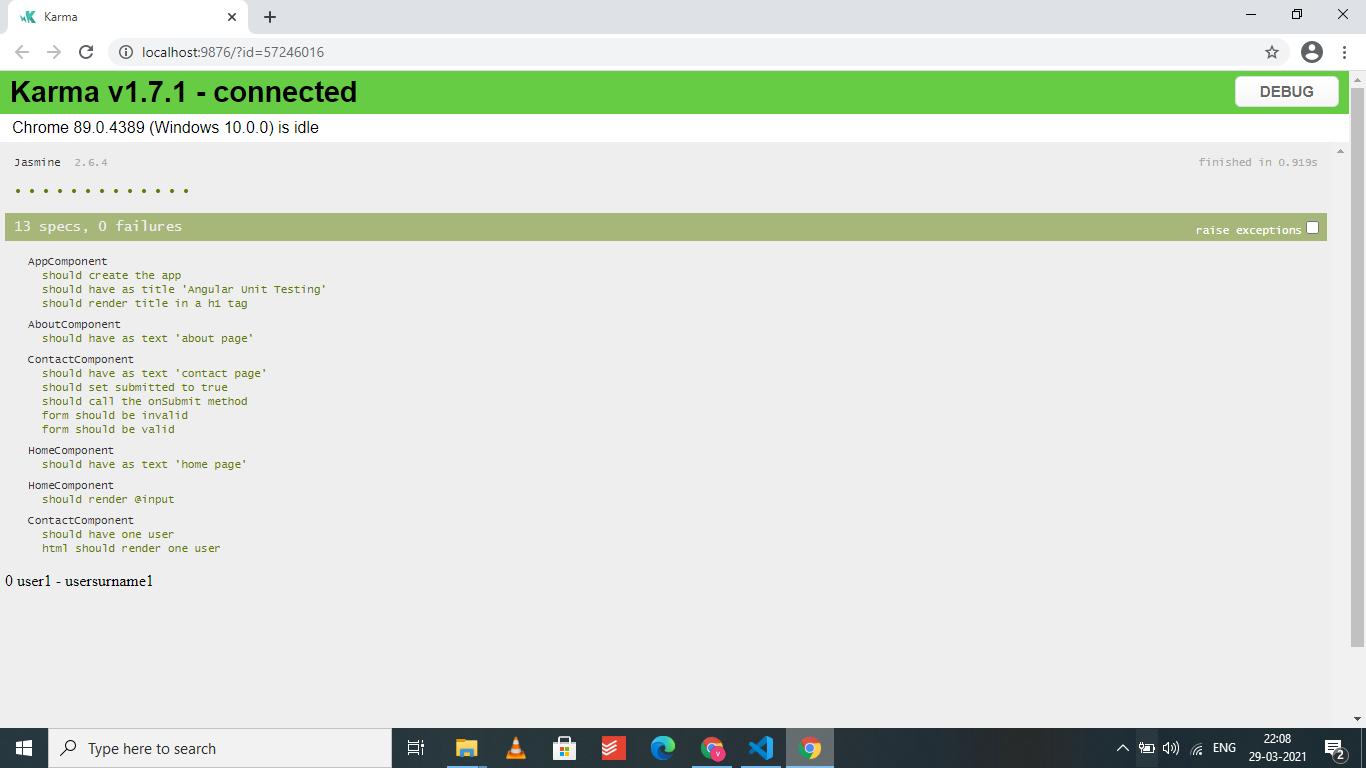 Karma
localhost:9876/?id=57246016
Karma v1.7.1 - connected
DEBUG
Chrome 89.0.4389 (Windows 10.0.0) is idle
Jasmine 2.6.4
finished in 0.919s
13 specs, 0 failures
raise exceptions
AppComponent
should create the app
should have as title 'Angular Unit Testing'
should render title in a h1 tag
AboutComponent
should have as text 'about page'
ContactComponent
should have as text 'contact page'
should set submitted to true
should call the onSubmit method
form should be invalid
form should be valid
HomeComponent
should have as text 'home page'
HomeComponent
should render @input
ContactComponent
should have one user
html should render one user
0 user1 - usersurname1
Type here to search
V
ENG
22:08
29-03-2021
2